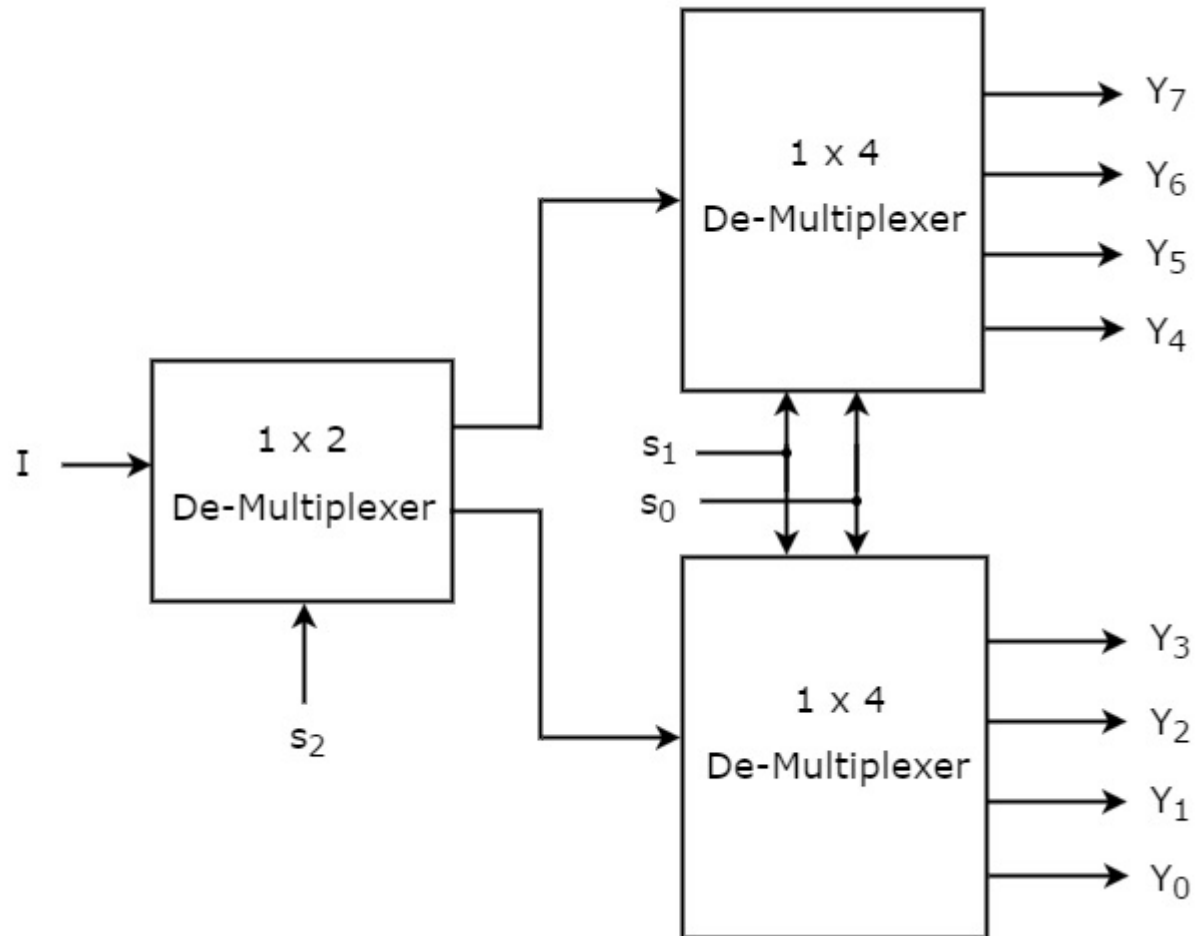 1 x 4
De-Multiplexer
Y₇
Y₆
Y₅
Y₄
1 x 2
De-Multiplexer
I
s₂
s₁
s₀
1 x 4
De-Multiplexer
Y₃
Y₂
Y₁
Y₀